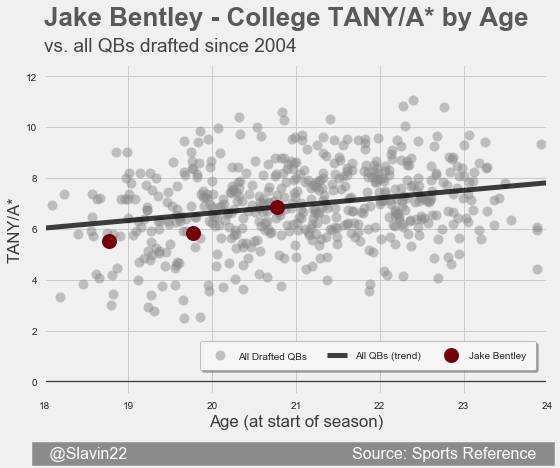 Jake Bentley - College TANY/A* by Age
vs. all QBs drafted since 2004
12
10
8
6
4
2
0
TANY/A*
All Drafted QBs
All QBs (trend)
Jake Bentley
18
19
20
21
22
23
24
Age (at start of season)
@Slavin22
Source: Sports Reference